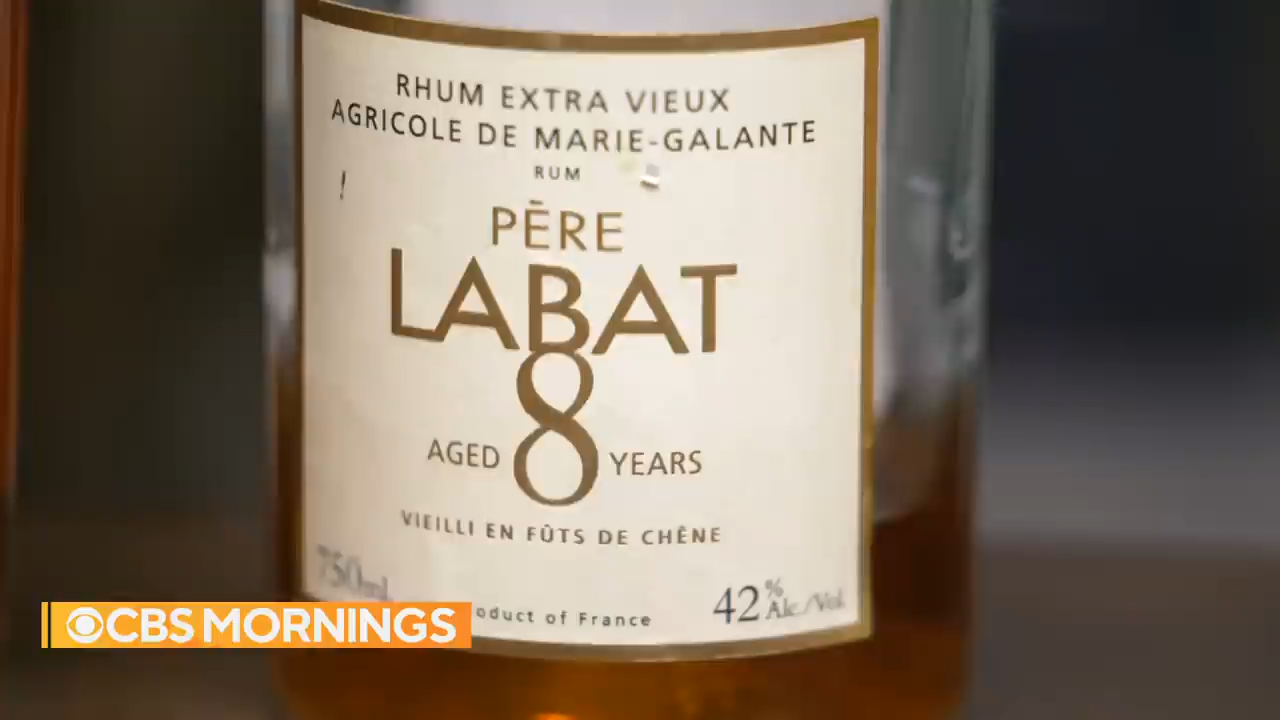 RHUM EXTRA VIEUX
AGRICOLE DE MARIE-GALANTE
RUM
PÈRE
LABAT
8
AGED YEARS
VIEILLI EN FÛTS DE CHÊNE
750ml
oduct of France
42% Alc./Vol
CBS MORNINGS